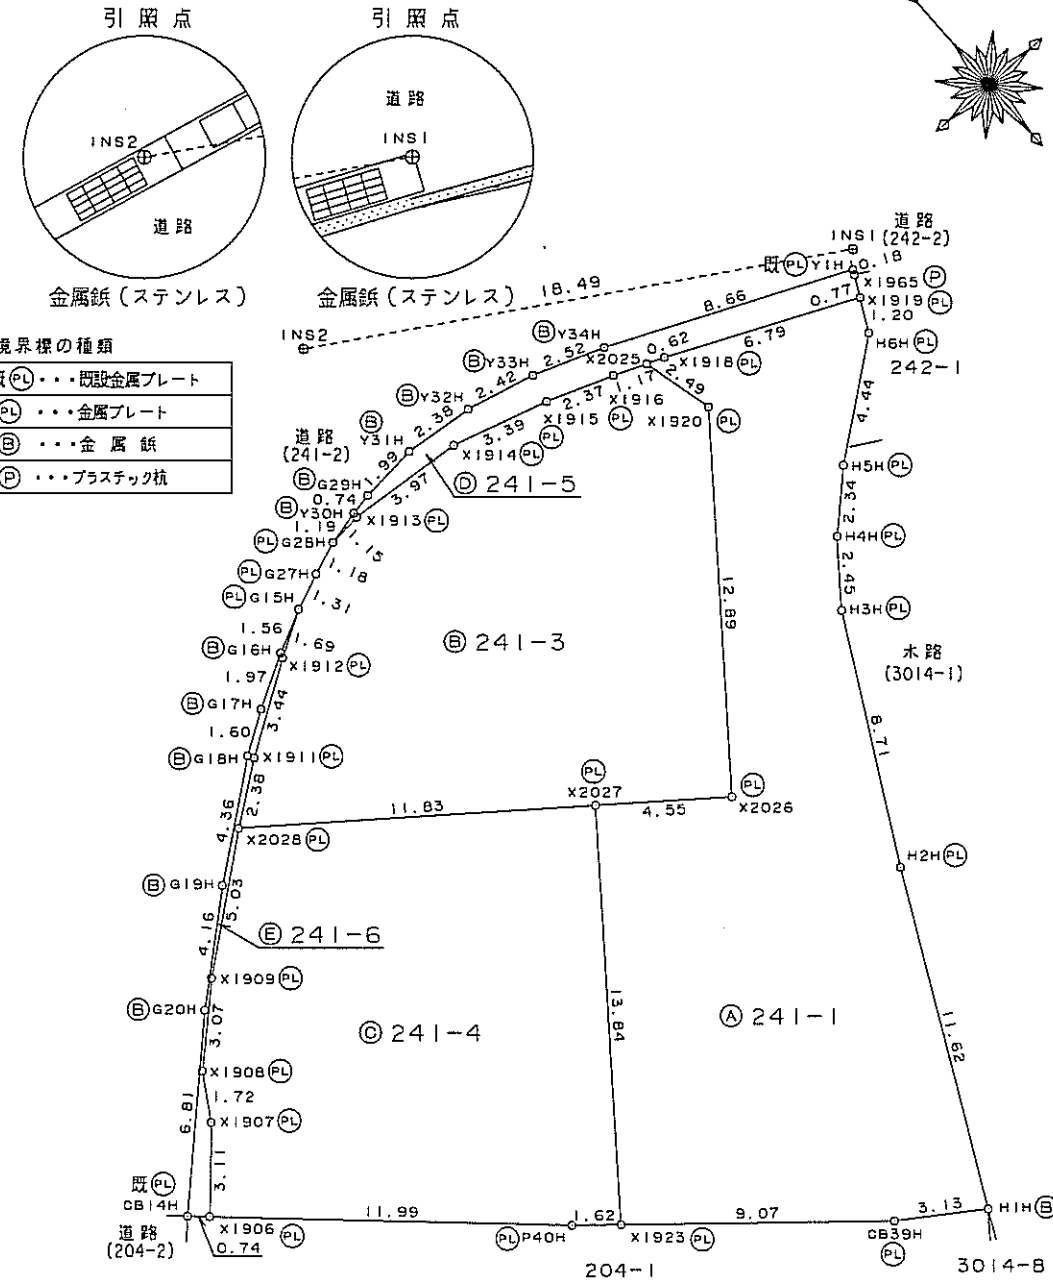 引照点
引照点
INS2
道路
道路
INS1
金属鋲(ステンレス)
金属鋲(ステンレス)
境界標の種類
既PL・・・既設金属プレート
PL・・・金属プレート
B・・・金属鋲
P・・・プラスチック杭
INS2
18.49
INS1
道路
(242-2)
既PL Y1H
0.18
X1965 P
0.77
X1919 PL
1.20
H6H PL
242-1
8.66
6.79
B Y34H
2.52
X2025
0.62
X1918 PL
2.49
B Y33H
2.42
1.17
X1916
PL
X1920
PL
B Y32H
2.38
2.37
X1915
PL
4.44
B
Y31H
3.39
X1914 PL
道路
(241-2)
1.99
D 241-5
H5H PL
B G29H
0.74
3.97
2.34
B Y30H
X1913 PL
1.19
H4H PL
PL G28H
1.15
2.45
PL G27H
1.18
PL G15H
1.31
H3H PL
12.89
1.56
B G16H
1.69
X1912 PL
B 241-3
水路
(3014-1)
1.97
B G17H
3.44
8.71
1.60
B G18H
X1911 PL
2.38
PL
X2027
PL
X2026
11.83
4.55
4.36
X2028 PL
H2H PL
B G19H
5.03
4.16
E 241-6
X1909 PL
B G20H
3.07
C 241-4
13.84
A 241-1
11.62
X1908 PL
1.72
6.81
X1907 PL
3.11
既PL
CB14H
道路
(204-2)
X1906 PL
0.74
11.99
PL P40H
1.62
X1923 PL
9.07
CB39H
PL
3.13
H1H B
204-1
3014-8